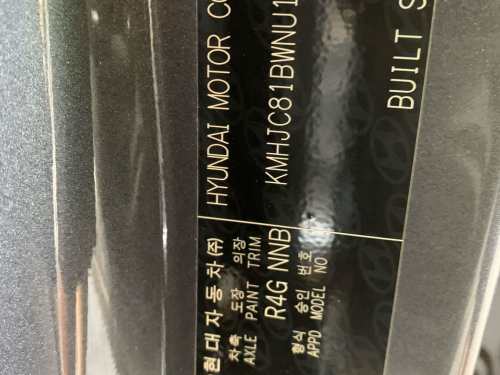 현대자동차(주) HYUNDAI MOTOR CO
차축 도장 의장
AXLE PAINT TRIM
R4G NNB KMHJC81BWNU1
형식 승인 번호
APPD MODEL NO
BUILT S